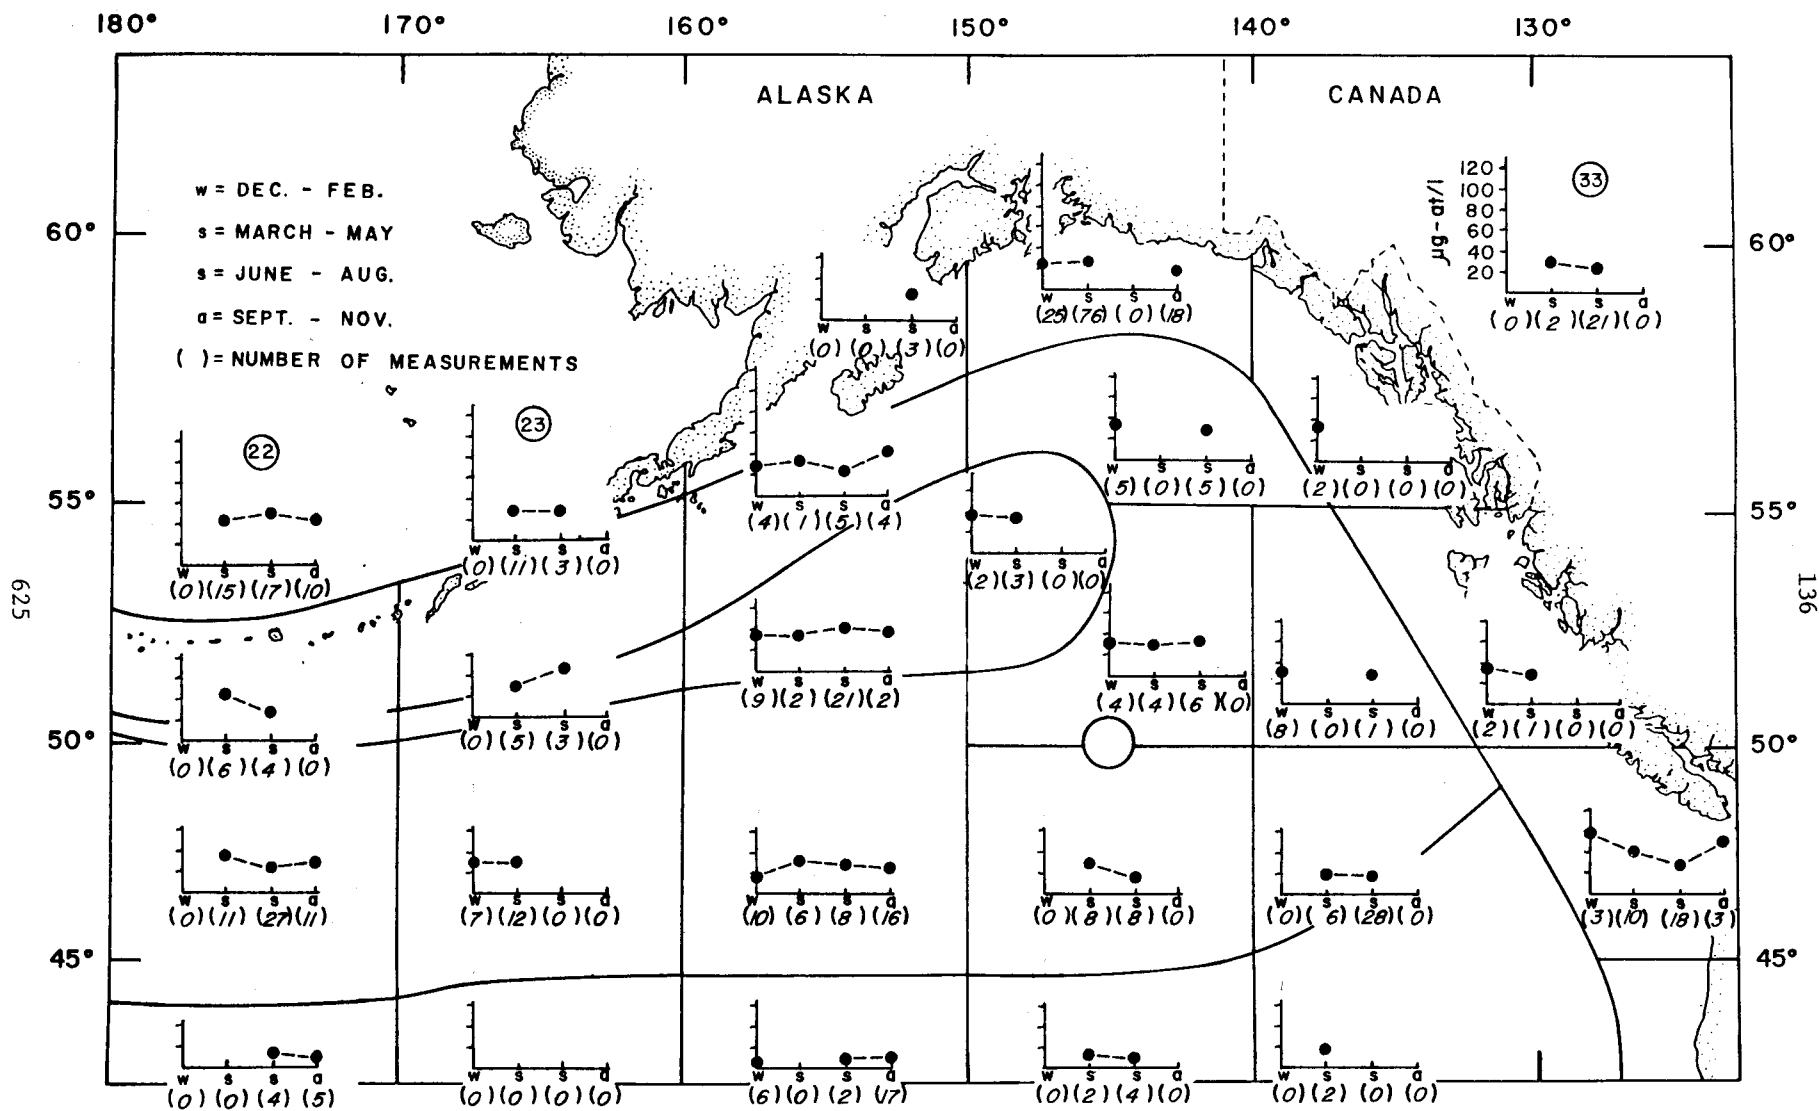 180° 170° 160° 150° 140° 130°
ALASKA CANADA
w = DEC. - FEB.
s = MARCH - MAY
s = JUNE - AUG.
a = SEPT. - NOV.
( ) = NUMBER OF MEASUREMENTS
60° 60°
µg-at/l
120
100
80
60
40
20
33
w s s a
(0)(2)(21)(0)
w s s a
(25)(76)(0)(18)
w s s a
(0)(0)(3)(0)
22
w s s a
(0)(15)(17)(10)
23
w s s a
(0)(11)(3)(0)
w s s a
(4)(1)(5)(4)
w s s a
(5)(0)(5)(0)
w s s a
(2)(0)(0)(0)
55° 55°
w s s a
(2)(3)(0)(0)
625
136
w s s a
(0)(6)(4)(0)
w s s a
(0)(5)(3)(0)
w s s a
(9)(2)(21)(2)
w s s a
(4)(4)(6)(0)
w s s a
(8)(0)(1)(0)
w s s a
(2)(1)(0)(0)
50° 50°
w s s a
(0)(11)(27)(11)
w s s a
(7)(12)(0)(0)
w s s a
(10)(6)(8)(16)
w s s a
(0)(8)(8)(0)
w s s a
(0)(6)(28)(0)
w s s a
(3)(10)(18)(3)
45° 45°
w s s a
(0)(0)(4)(5)
w s s a
(0)(0)(0)(0)
w s s a
(6)(0)(2)(17)
w s s a
(0)(2)(4)(0)
w s s a
(0)(2)(0)(0)